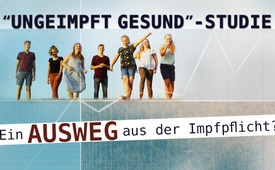 “UNGEIMPFT GESUND”-STUDIE
Ein AUSWEG aus der Impfpflicht?